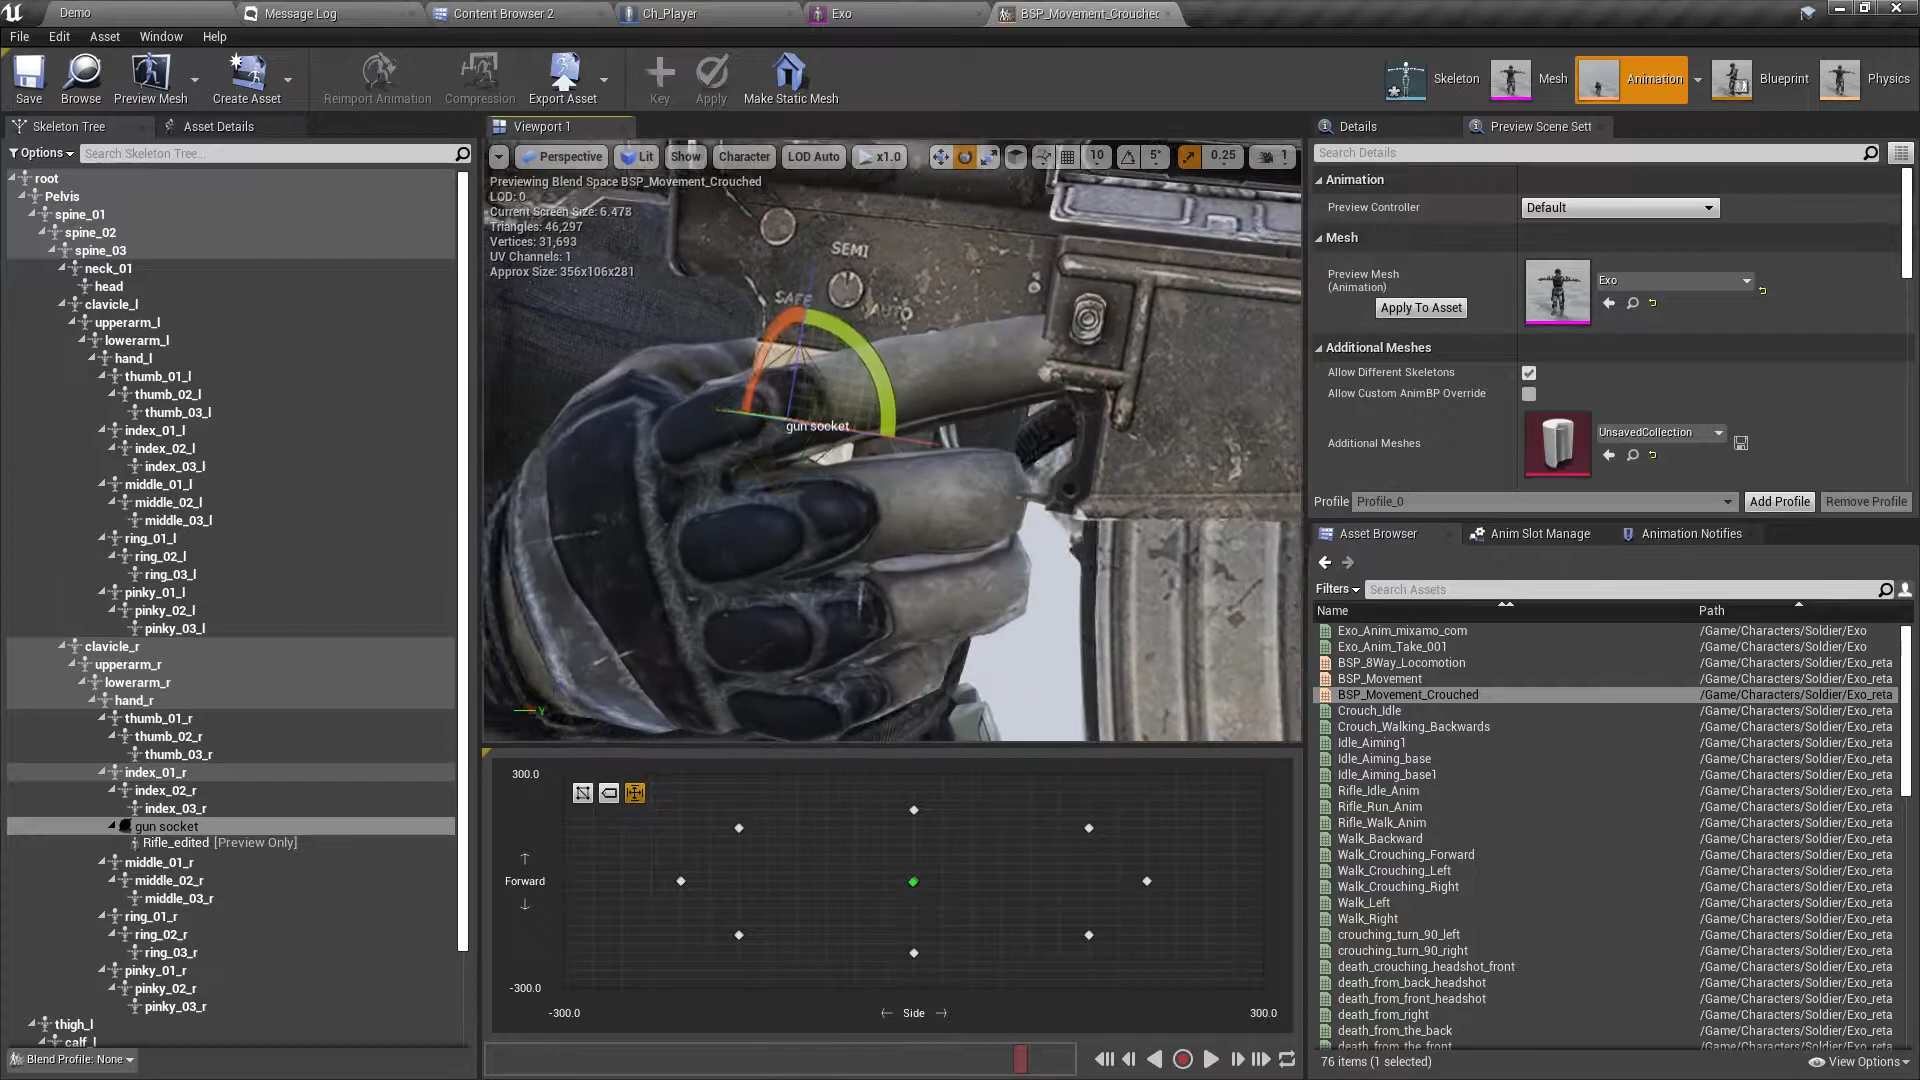 Demo
Message Log
Content Browser 2
Ch_Player
Exo
BSP_Movement_Crouched
File
Edit
Asset
Window
Help
Save
Browse
Preview Mesh
Create Asset
Reimport Animation
Compression
Export Asset
Key
Apply
Make Static Mesh
Skeleton
Mesh
Animation
Blueprint
Physics
Skeleton Tree
Asset Details
Options
Search Skeleton Tree...
root
Pelvis
spine_01
spine_02
spine_03
neck_01
head
clavicle_l
upperarm_l
lowerarm_l
hand_l
thumb_01_l
thumb_02_l
thumb_03_l
index_01_l
index_02_l
index_03_l
middle_01_l
middle_02_l
middle_03_l
ring_01_l
ring_02_l
ring_03_l
pinky_01_l
pinky_02_l
pinky_03_l
clavicle_r
upperarm_r
lowerarm_r
hand_r
thumb_01_r
thumb_02_r
thumb_03_r
index_01_r
index_02_r
index_03_r
gun socket
Rifle_edited [Preview Only]
middle_01_r
middle_02_r
middle_03_r
ring_01_r
ring_02_r
ring_03_r
pinky_01_r
pinky_02_r
pinky_03_r
thigh_l
calf_l
Blend Profile: None
Viewport 1
Perspective
Lit
Show
Character
LOD Auto
x1.0
10
5°
0.25
1
Previewing Blend Space BSP_Movement_Crouched
LOD: 0
Current Screen Size: 6.478
Triangles: 46,297
Vertices: 31,693
UV Channels: 1
Approx Size: 356x106x281
SEMI
SAFE
AUTO
gun socket
Y
300.0
Forward
-300.0
-300.0
Side
300.0
Details
Preview Scene Sett
Search Details
Animation
Preview Controller
Default
Mesh
Preview Mesh
(Animation)
Apply To Asset
Exo
Additional Meshes
Allow Different Skeletons
Allow Custom AnimBP Override
Additional Meshes
UnsavedCollection
Profile
Profile_0
Add Profile
Remove Profile
Asset Browser
Anim Slot Manage
Animation Notifies
Filters
Search Assets
Name
Path
Exo_Anim_mixamo_com /Game/Characters/Soldier/Exo
Exo_Anim_Take_001 /Game/Characters/Soldier/Exo
BSP_8Way_Locomotion /Game/Characters/Soldier/Exo_reta
BSP_Movement /Game/Characters/Soldier/Exo_reta
BSP_Movement_Crouched /Game/Characters/Soldier/Exo_reta
Crouch_Idle /Game/Characters/Soldier/Exo_reta
Crouch_Walking_Backwards /Game/Characters/Soldier/Exo_reta
Idle_Aiming1 /Game/Characters/Soldier/Exo_reta
Idle_Aiming_base /Game/Characters/Soldier/Exo_reta
Idle_Aiming_base1 /Game/Characters/Soldier/Exo_reta
Rifle_Idle_Anim /Game/Characters/Soldier/Exo_reta
Rifle_Run_Anim /Game/Characters/Soldier/Exo_reta
Rifle_Walk_Anim /Game/Characters/Soldier/Exo_reta
Walk_Backward /Game/Characters/Soldier/Exo_reta
Walk_Crouching_Forward /Game/Characters/Soldier/Exo_reta
Walk_Crouching_Left /Game/Characters/Soldier/Exo_reta
Walk_Crouching_Right /Game/Characters/Soldier/Exo_reta
Walk_Left /Game/Characters/Soldier/Exo_reta
Walk_Right /Game/Characters/Soldier/Exo_reta
crouching_turn_90_left /Game/Characters/Soldier/Exo_reta
crouching_turn_90_right /Game/Characters/Soldier/Exo_reta
death_crouching_headshot_front /Game/Characters/Soldier/Exo_reta
death_from_back_headshot /Game/Characters/Soldier/Exo_reta
death_from_front_headshot /Game/Characters/Soldier/Exo_reta
death_from_right /Game/Characters/Soldier/Exo_reta
death_from_the_back /Game/Characters/Soldier/Exo_reta
death_from_the_front /Game/Characters/Soldier/Exo_reta
76 items (1 selected)
View Options